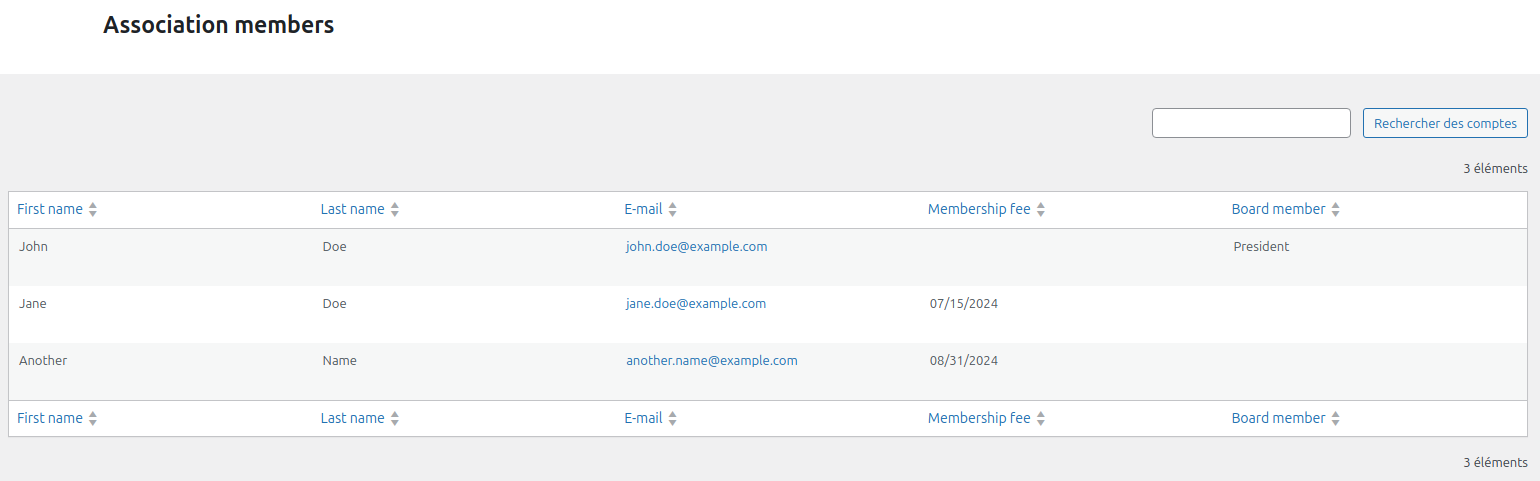 Association members
Rechercher des comptes
3 éléments
First name Last name E-mail Membership fee Board member
John Doe john.doe@example.com President
Jane Doe jane.doe@example.com 07/15/2024
Another Name another.name@example.com 08/31/2024
First name Last name E-mail Membership fee Board member
3 éléments